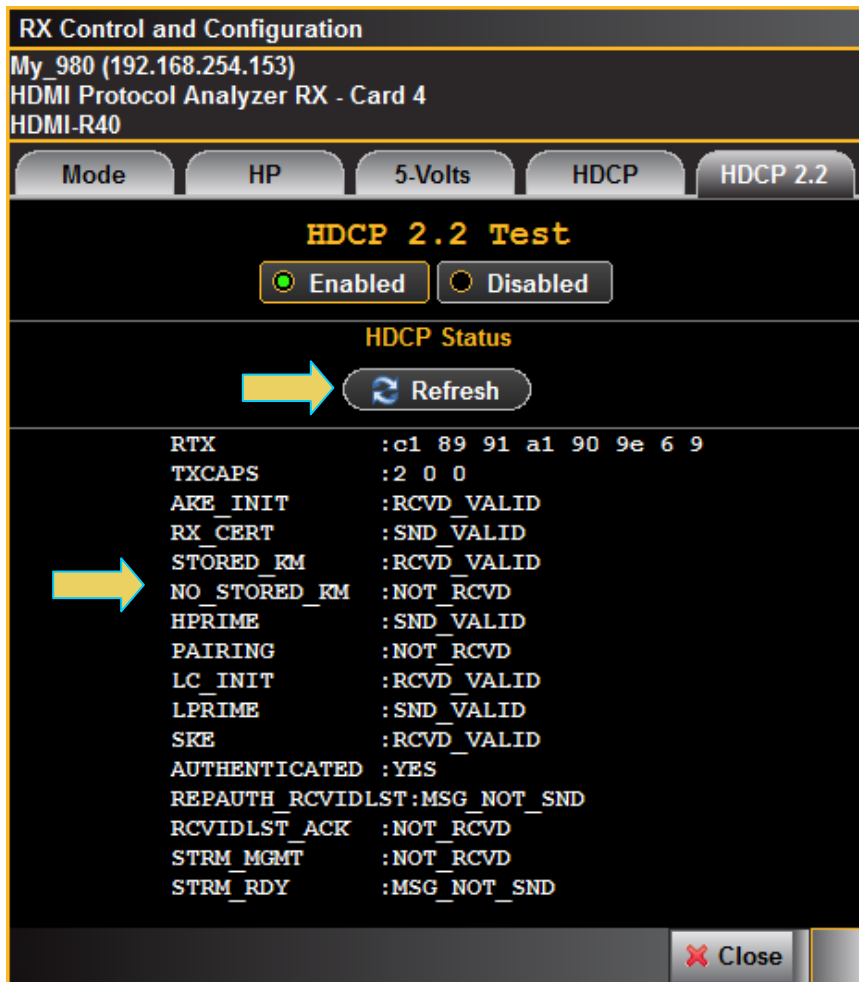 RX Control and Configuration
My_980 (192.168.254.153)
HDMI Protocol Analyzer RX - Card 4
HDMI-R40
Mode HP 5-Volts HDCP HDCP 2.2
HDCP 2.2 Test
Enabled Disabled
HDCP Status
Refresh
RTX :c1 89 91 a1 90 9e 6 9
TXCAPS :2 0 0
AKE_INIT :RCVD_VALID
RX_CERT :SND_VALID
STORED_KM :RCVD_VALID
NO_STORED_KM :NOT_RCVD
HPRIME :SND_VALID
PAIRING :NOT_RCVD
LC_INIT :RCVD_VALID
LPRIME :SND_VALID
SKE :RCVD_VALID
AUTHENTICATED :YES
REPAUTH_RCVIDLST:MSG_NOT_SND
RCVIDLST_ACK :NOT_RCVD
STRM_MGMT :NOT_RCVD
STRM_RDY :MSG_NOT_SND
Close